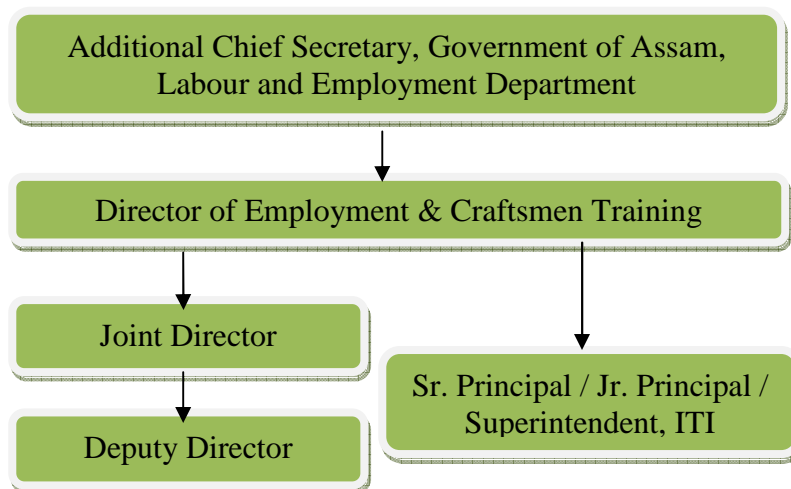 Additional Chief Secretary, Government of Assam,
Labour and Employment Department
Director of Employment & Craftsmen Training
Joint Director
Sr. Principal / Jr. Principal /
Superintendent, ITI
Deputy Director